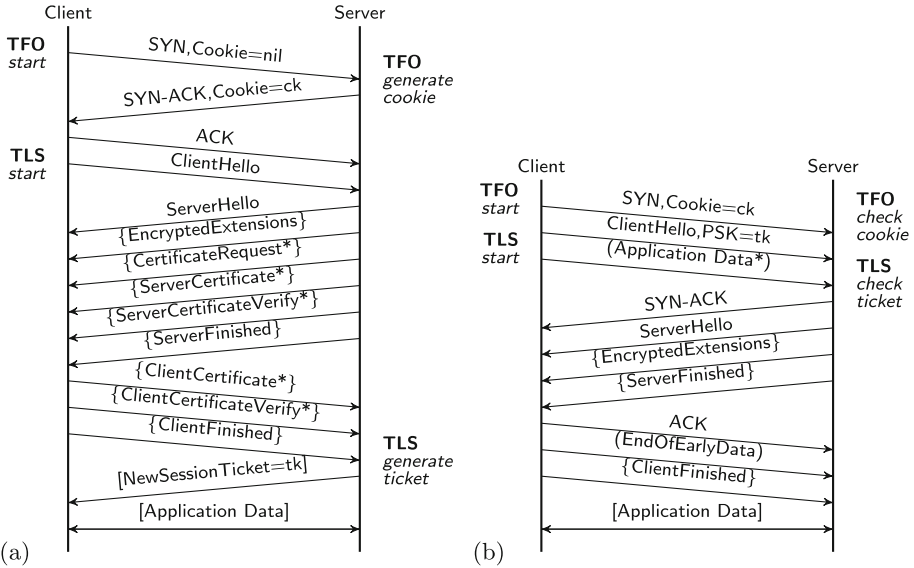 Client
Server
TFO
start
SYN,Cookie=nil
TFO
generate
cookie
SYN-ACK,Cookie=ck
ACK
TLS
start
ClientHello
ServerHello
{EncryptedExtensions}
{CertificateRequest*}
{ServerCertificate*}
{ServerCertificateVerify*}
{ServerFinished}
{ClientCertificate*}
{ClientCertificateVerify*}
{ClientFinished}
TLS
generate
ticket
[NewSessionTicket=tk]
[Application Data]
(a)
Client
Server
TFO
start
SYN,Cookie=ck
TFO
check
cookie
ClientHello,PSK=tk
TLS
start
(Application Data*)
TLS
check
ticket
SYN-ACK
ServerHello
{EncryptedExtensions}
{ServerFinished}
ACK
(EndOfEarlyData)
{ClientFinished}
[Application Data]
(b)